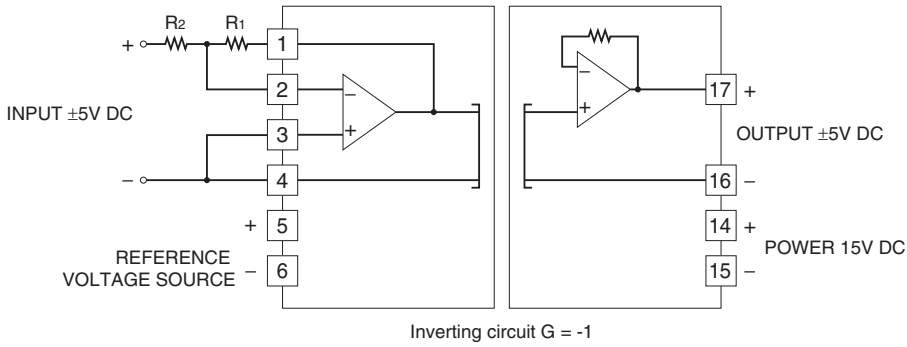 R2 R1
+
1
2
−
INPUT ±5V DC
3
+
−
4
+
5
REFERENCE
VOLTAGE SOURCE
−
6
−
+
17 +
OUTPUT ±5V DC
16 −
14 +
POWER 15V DC
15 −
Inverting circuit G = -1